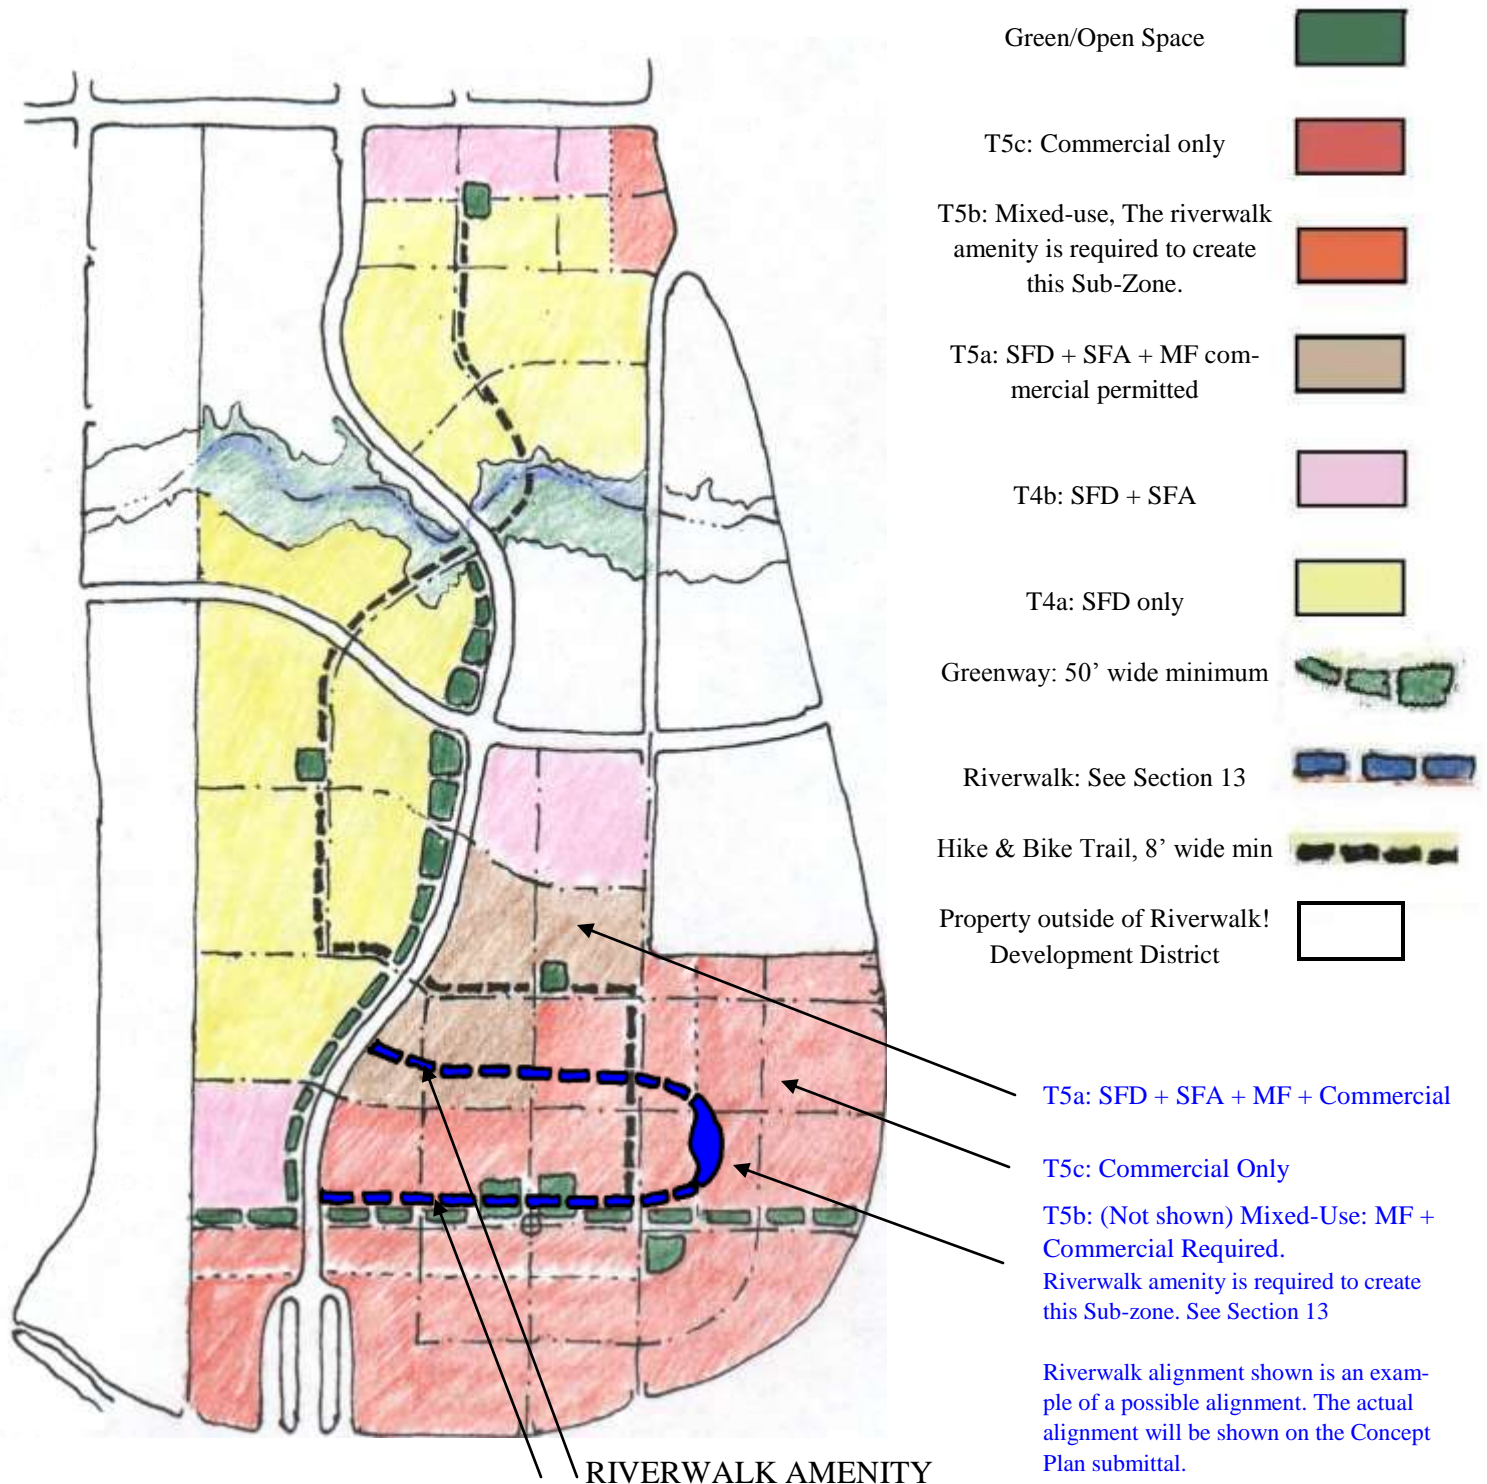 Green/Open Space
T5c: Commercial only
T5b: Mixed-use, The riverwalk
amenity is required to create
this Sub-Zone.
T5a: SFD + SFA + MF com-
mercial permitted
T4b: SFD + SFA
T4a: SFD only
Greenway: 50’ wide minimum
Riverwalk: See Section 13
Hike & Bike Trail, 8’ wide min
Property outside of Riverwalk!
Development District
T5a: SFD + SFA + MF + Commercial
T5c: Commercial Only
T5b: (Not shown) Mixed-Use: MF +
Commercial Required.
Riverwalk amenity is required to create
this Sub-zone. See Section 13
Riverwalk alignment shown is an exam-
ple of a possible alignment. The actual
alignment will be shown on the Concept
Plan submittal.
RIVERWALK AMENITY